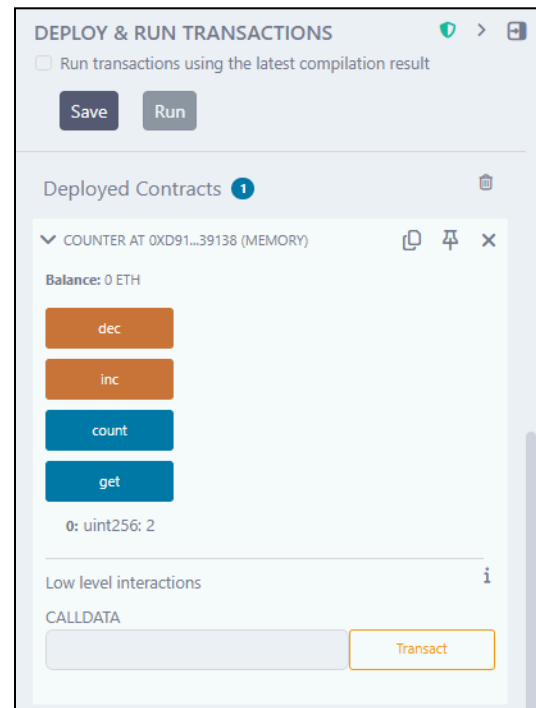 DEPLOY & RUN TRANSACTIONS
Run transactions using the latest compilation result
Save Run
Deployed Contracts 1
COUNTER AT 0XD91...39138 (MEMORY)
Balance: 0 ETH
dec
inc
count
get
0: uint256: 2
Low level interactions i
CALLDATA
Transact